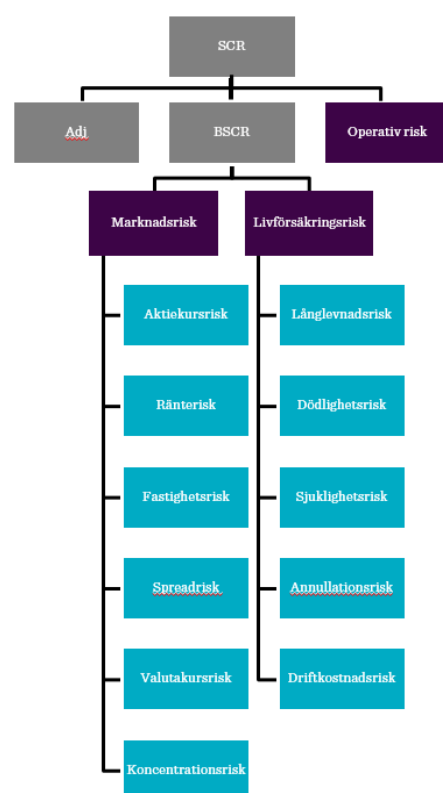 SCR
Adj
BSCR
Operativ risk
Marknadsrisk
Livförsäkringsrisk
Aktiekursrisk
Långlevnadsrisk
Ränterisk
Dödlighetsrisk
Fastighetsrisk
Sjuklighetsrisk
Spreadrisk
Annullationsrisk
Valutakursrisk
Driftkostnadsrisk
Koncentrationsrisk